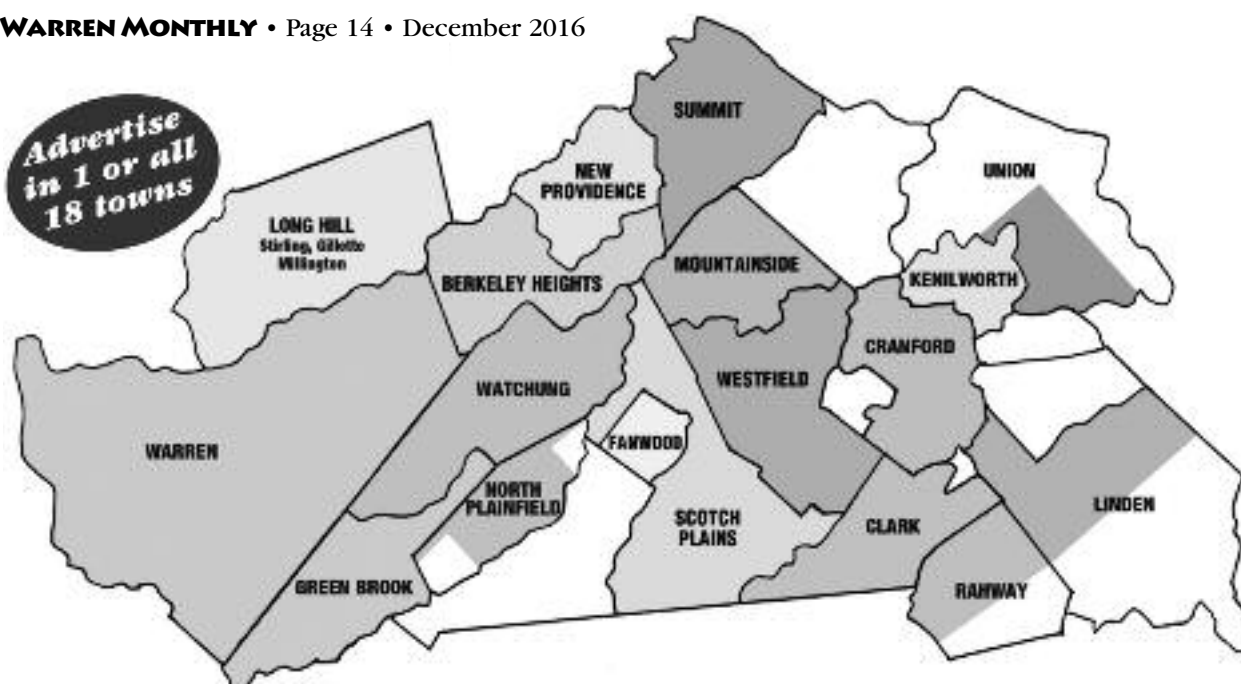 WARREN MONTHLY • Page 14 • December 2016
Advertise
in 1 or all
18 towns
SUMMIT
NEW
PROVIDENCE
UNION
LONG HILL
Stirling, Gillette
Millington
BERKELEY HEIGHTS
MOUNTAINSIDE
KENILWORTH
CRANFORD
WATCHUNG
WESTFIELD
WARREN
FANWOOD
NORTH
PLAINFIELD
SCOTCH
PLAINS
CLARK
LINDEN
GREEN BROOK
RAHWAY